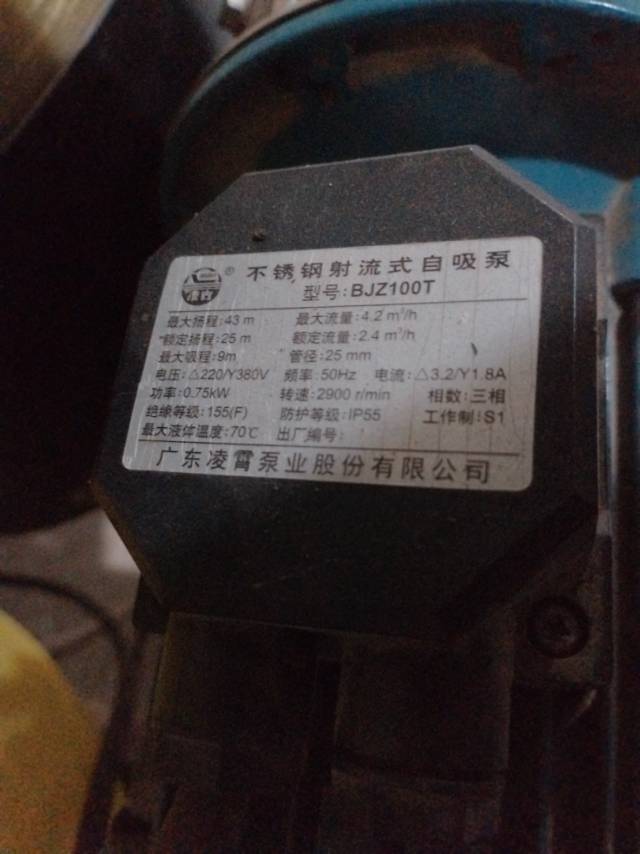 凌霄 ® 不锈钢射流式自吸泵
型号:BJZ100T
最大扬程:43 m 最大流量:4.2 m³/h
额定扬程:25 m 额定流量:2.4 m³/h
最大吸程:9m 管径:25 mm
电压:△220/Y380V 频率:50Hz 电流:△3.2/Y1.8A
功率:0.75kW 转速:2900 r/min 相数:三相
绝缘等级:155(F) 防护等级:IP55 工作制:S1
最大液体温度:70℃ 出厂编号:
广东凌霄泵业股份有限公司